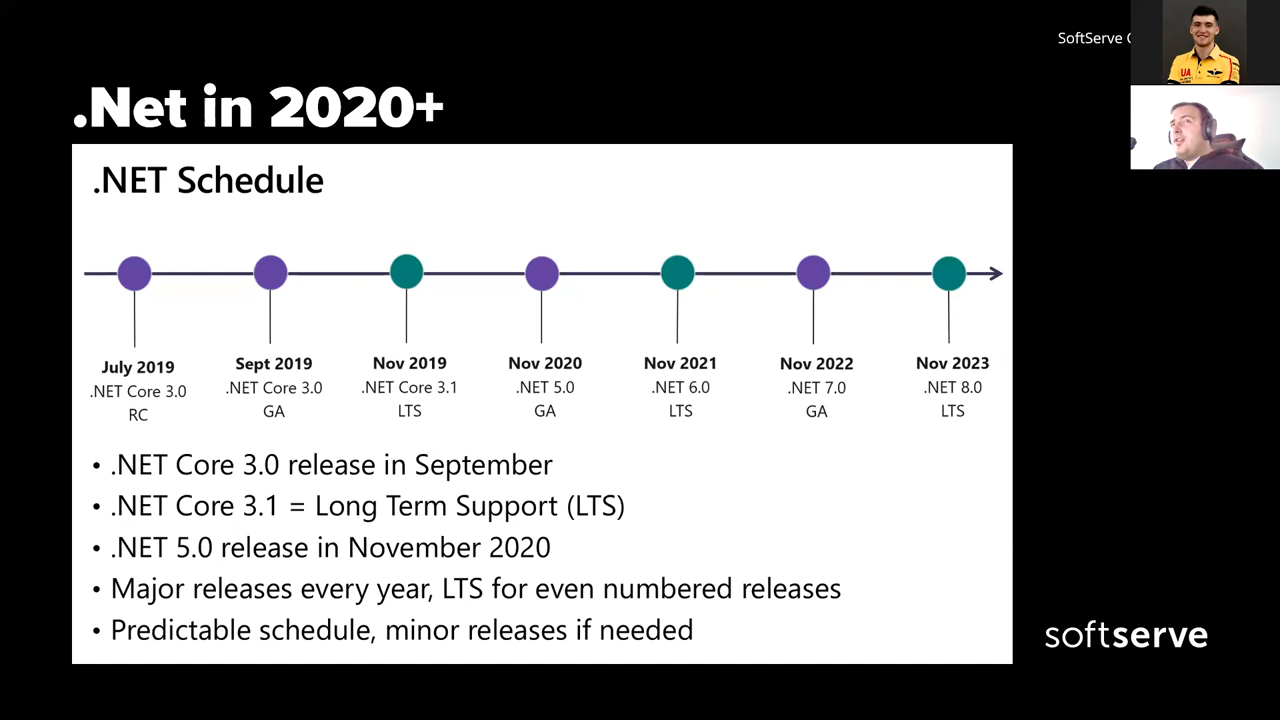 SoftServe
.Net in 2020+
.NET Schedule
July 2019
.NET Core 3.0
RC
Sept 2019
.NET Core 3.0
GA
Nov 2019
.NET Core 3.1
LTS
Nov 2020
.NET 5.0
GA
Nov 2021
.NET 6.0
LTS
Nov 2022
.NET 7.0
GA
Nov 2023
.NET 8.0
LTS
• .NET Core 3.0 release in September
• .NET Core 3.1 = Long Term Support (LTS)
• .NET 5.0 release in November 2020
• Major releases every year, LTS for even numbered releases
• Predictable schedule, minor releases if needed
softserve
UA